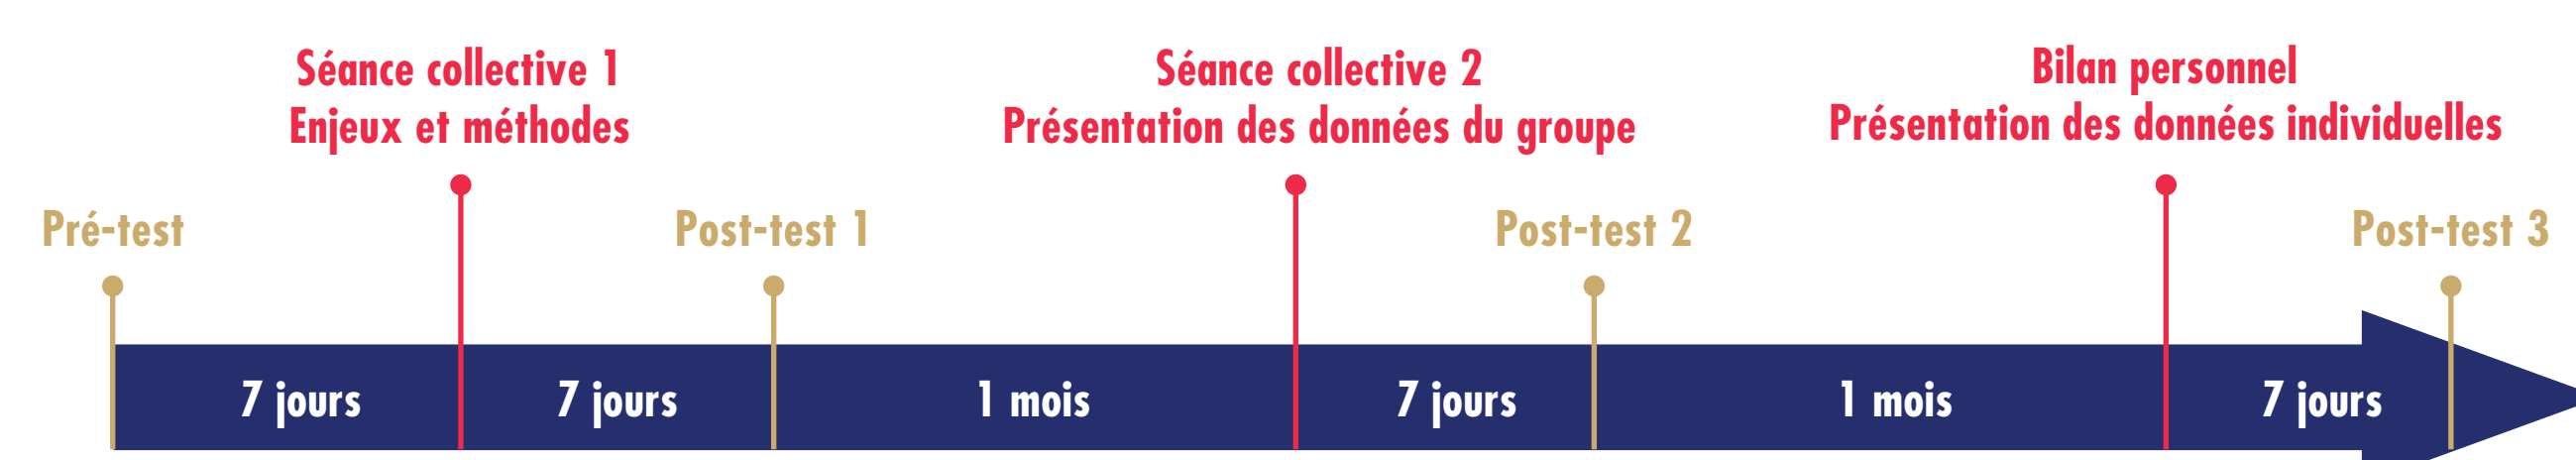 Séance collective 1
Enjeux et méthodes
Séance collective 2
Présentation des données du groupe
Bilan personnel
Présentation des données individuelles
Pré-test
Post-test 1
Post-test 2
Post-test 3
7 jours
7 jours
1 mois
7 jours
1 mois
7 jours